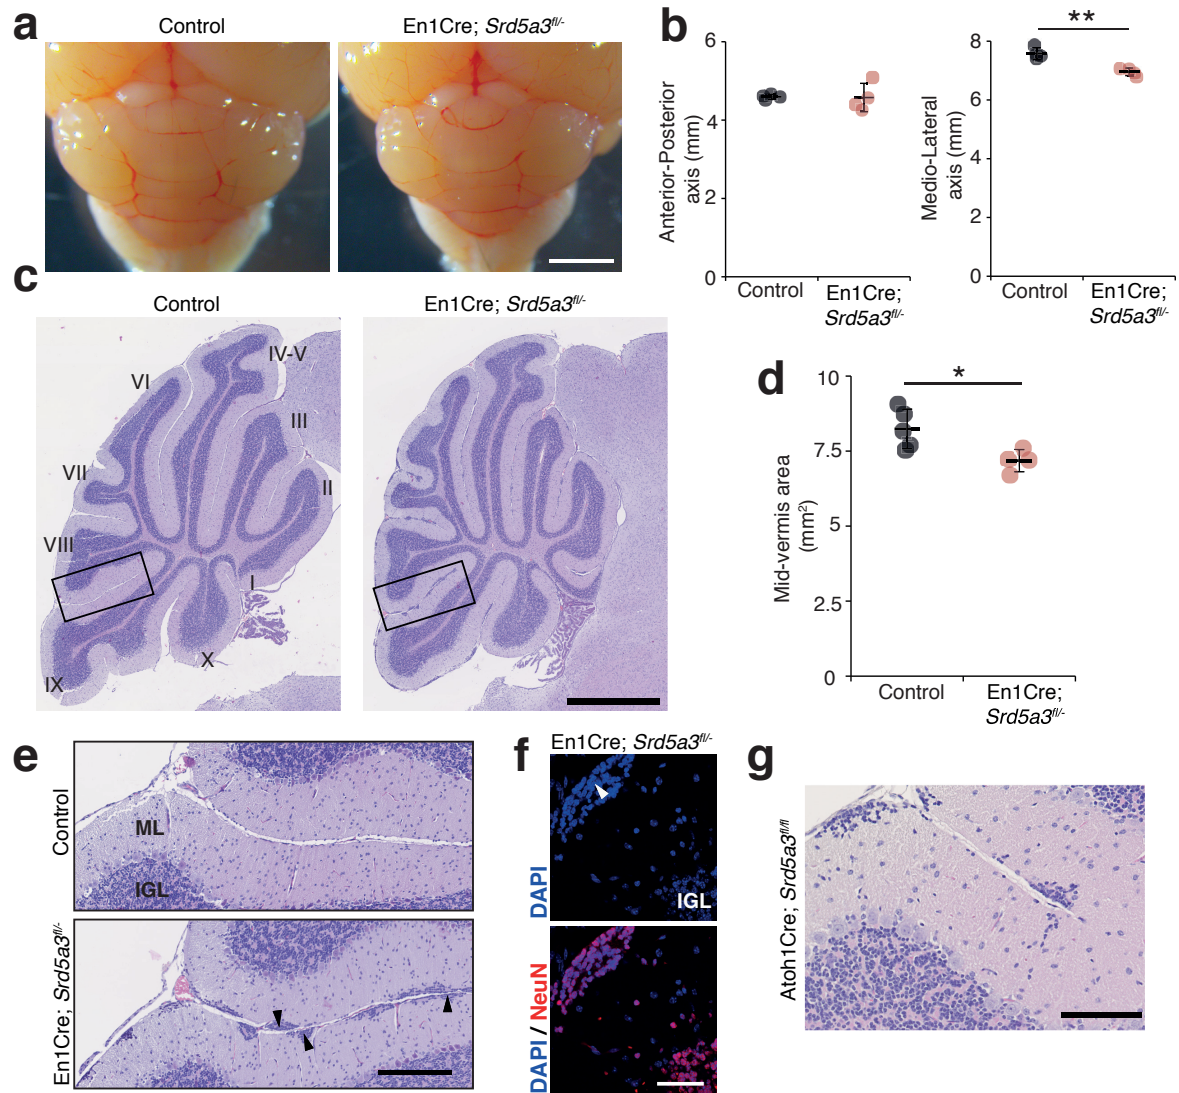 a
Control
En1Cre; Srd5a3fl/-
b
6
4
2
0
Anterior-Posterior
axis (mm)
Control
En1Cre;
Srd5a3fl/-
**
8
6
4
2
0
Medio-Lateral
axis (mm)
Control
En1Cre;
Srd5a3fl/-
c
Control
En1Cre; Srd5a3fl/-
IV-V
VI
III
VII
II
VIII
I
X
IX
d
*
10
7.5
5
2.5
0
Mid-vermis area
(mm2)
Control
En1Cre;
Srd5a3fl/-
e
Control
ML
IGL
En1Cre; Srd5a3fl/-
f
En1Cre; Srd5a3fl/-
DAPI
IGL
DAPI / NeuN
g
Atoh1Cre; Srd5a3fl/fl